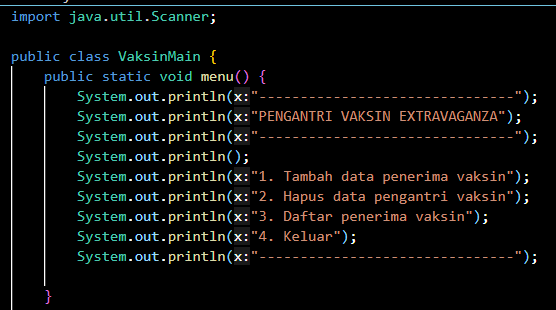 import java.util.Scanner;
public class VaksinMain {
public static void menu() {
System.out.println(x:"-------------------------------");
System.out.println(x:"PENGANTRI VAKSIN EXTRAVAGANZA");
System.out.println(x:"-------------------------------");
System.out.println();
System.out.println(x:"1. Tambah data penerima vaksin");
System.out.println(x:"2. Hapus data pengantri vaksin");
System.out.println(x:"3. Daftar penerima vaksin");
System.out.println(x:"4. Keluar");
System.out.println(x:"-------------------------------");
}